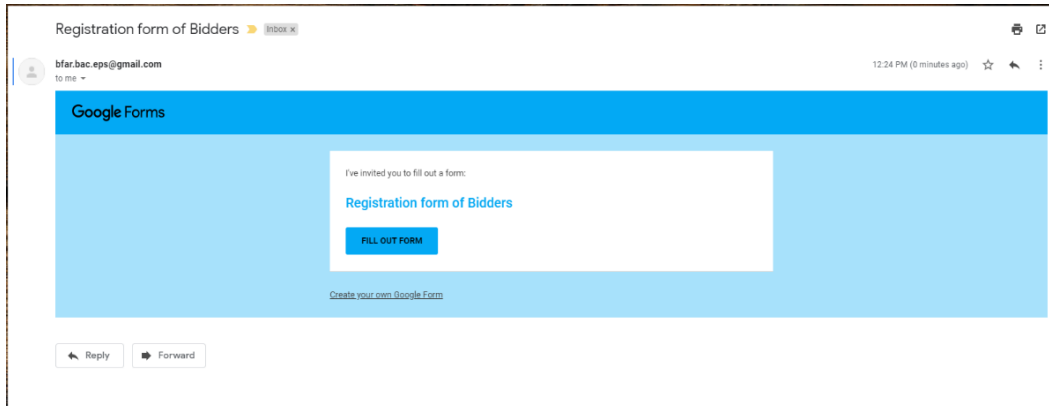 Registration form of Bidders Inbox x
bfar.bac.eps@gmail.com 12:24 PM (0 minutes ago)
to me
Google Forms
I've invited you to fill out a form:
Registration form of Bidders
FILL OUT FORM
Create your own Google Form
Reply Forward